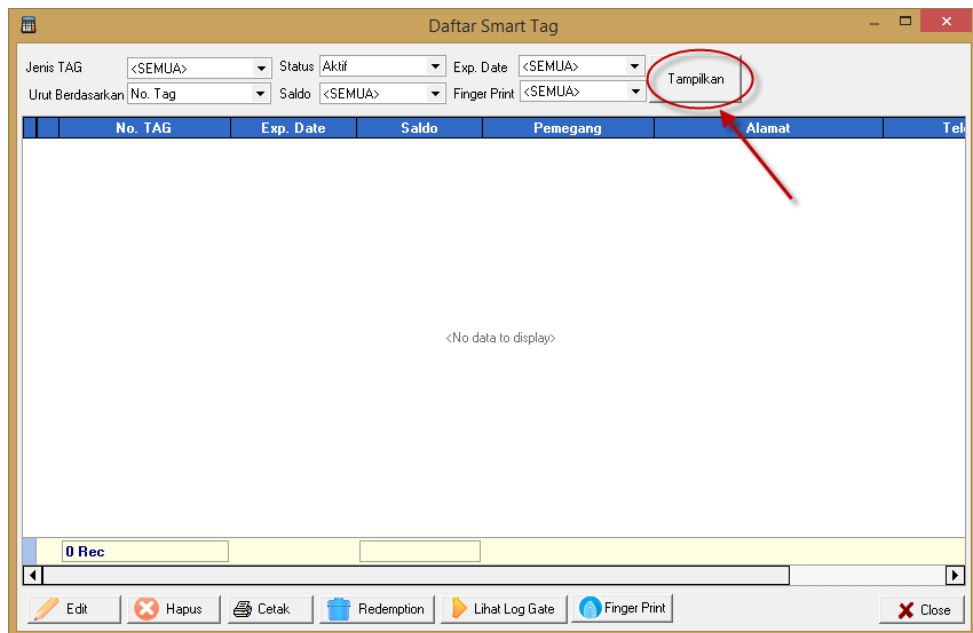 Daftar Smart Tag
Jenis TAG <SEMUA> Status Aktif Exp. Date <SEMUA> Tampilkan
Urut Berdasarkan No. Tag Saldo <SEMUA> Finger Print <SEMUA>
No. TAG Exp. Date Saldo Pemegang Alamat Tel
<No data to display>
0 Rec
Edit Hapus Cetak Redemption Lihat Log Gate Finger Print Close